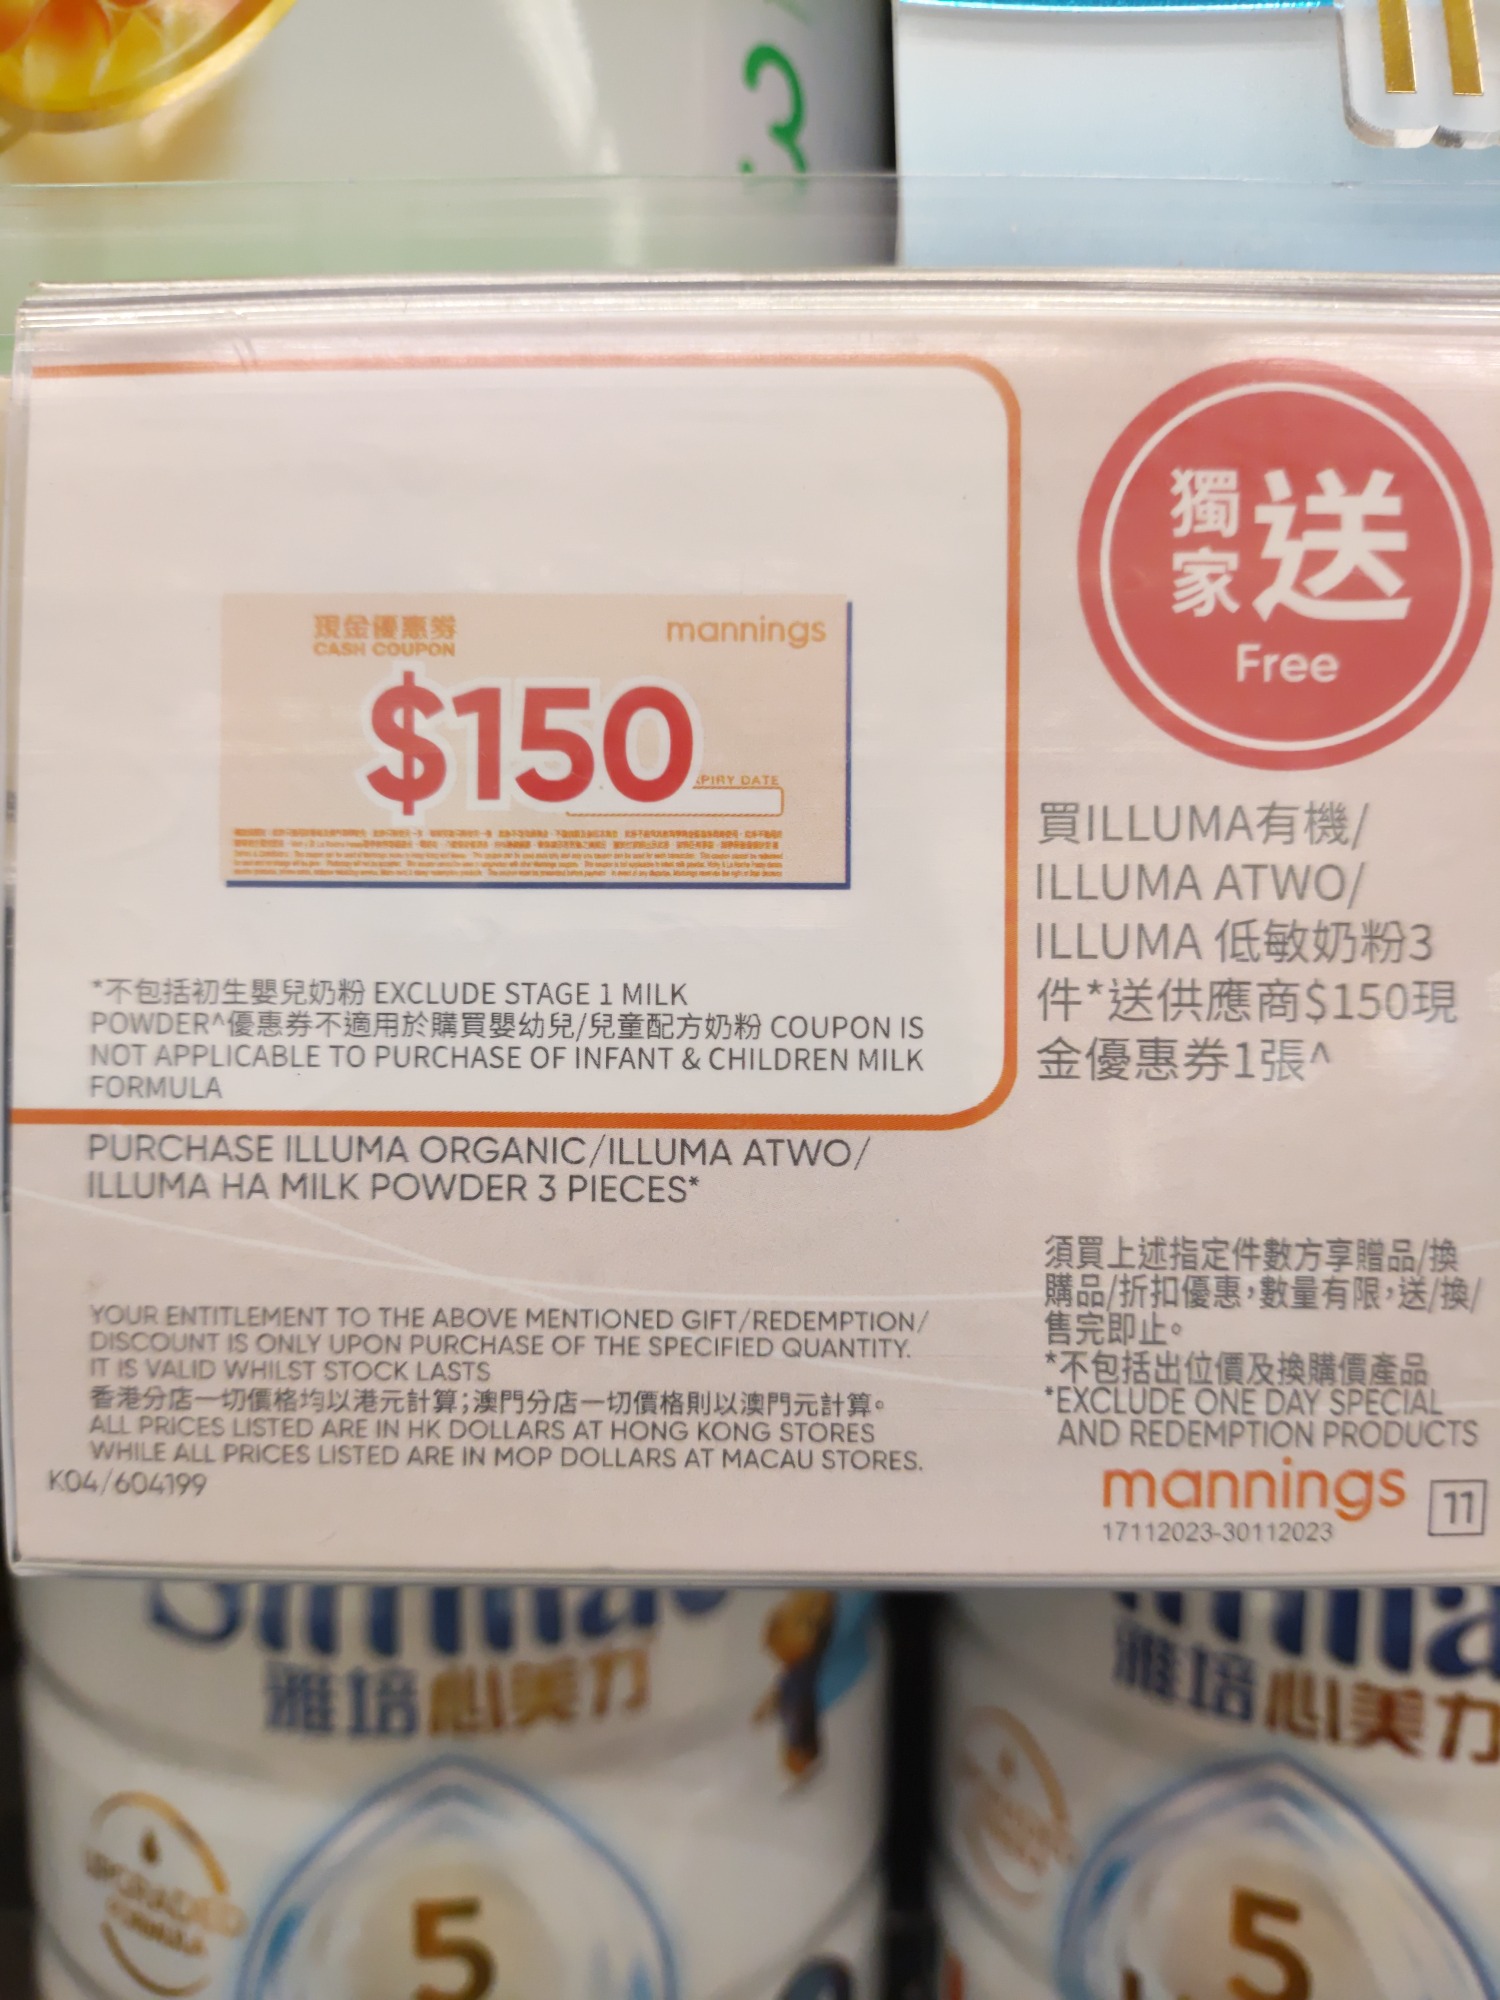 現金優惠券
CASH COUPON
mannings
$150
PIRY DATE
*不包括初生嬰兒奶粉 EXCLUDE STAGE 1 MILK
POWDER^優惠券不適用於購買嬰幼兒/兒童配方奶粉 COUPON IS
NOT APPLICABLE TO PURCHASE OF INFANT & CHILDREN MILK
FORMULA
PURCHASE ILLUMA ORGANIC/ILLUMA ATWO/
ILLUMA HA MILK POWDER 3 PIECES*
YOUR ENTITLEMENT TO THE ABOVE MENTIONED GIFT/REDEMPTION/
DISCOUNT IS ONLY UPON PURCHASE OF THE SPECIFIED QUANTITY.
IT IS VALID WHILST STOCK LASTS
香港分店一切價格均以港元計算;澳門分店一切價格則以澳門元計算。
ALL PRICES LISTED ARE IN HK DOLLARS AT HONG KONG STORES
WHILE ALL PRICES LISTED ARE IN MOP DOLLARS AT MACAU STORES.
K04/604199
獨家送
Free
買ILLUMA有機/
ILLUMA ATWO/
ILLUMA 低敏奶粉3
件*送供應商$150現
金優惠券1張^
須買上述指定件數方享贈品/換
購品/折扣優惠,數量有限,送/換/
售完即止。
*不包括出位價及換購價產品
*EXCLUDE ONE DAY SPECIAL
AND REDEMPTION PRODUCTS
mannings
11
17112023-30112023
雅培心美力
雅培心美力
UPGRADED
FORMULA
5
5